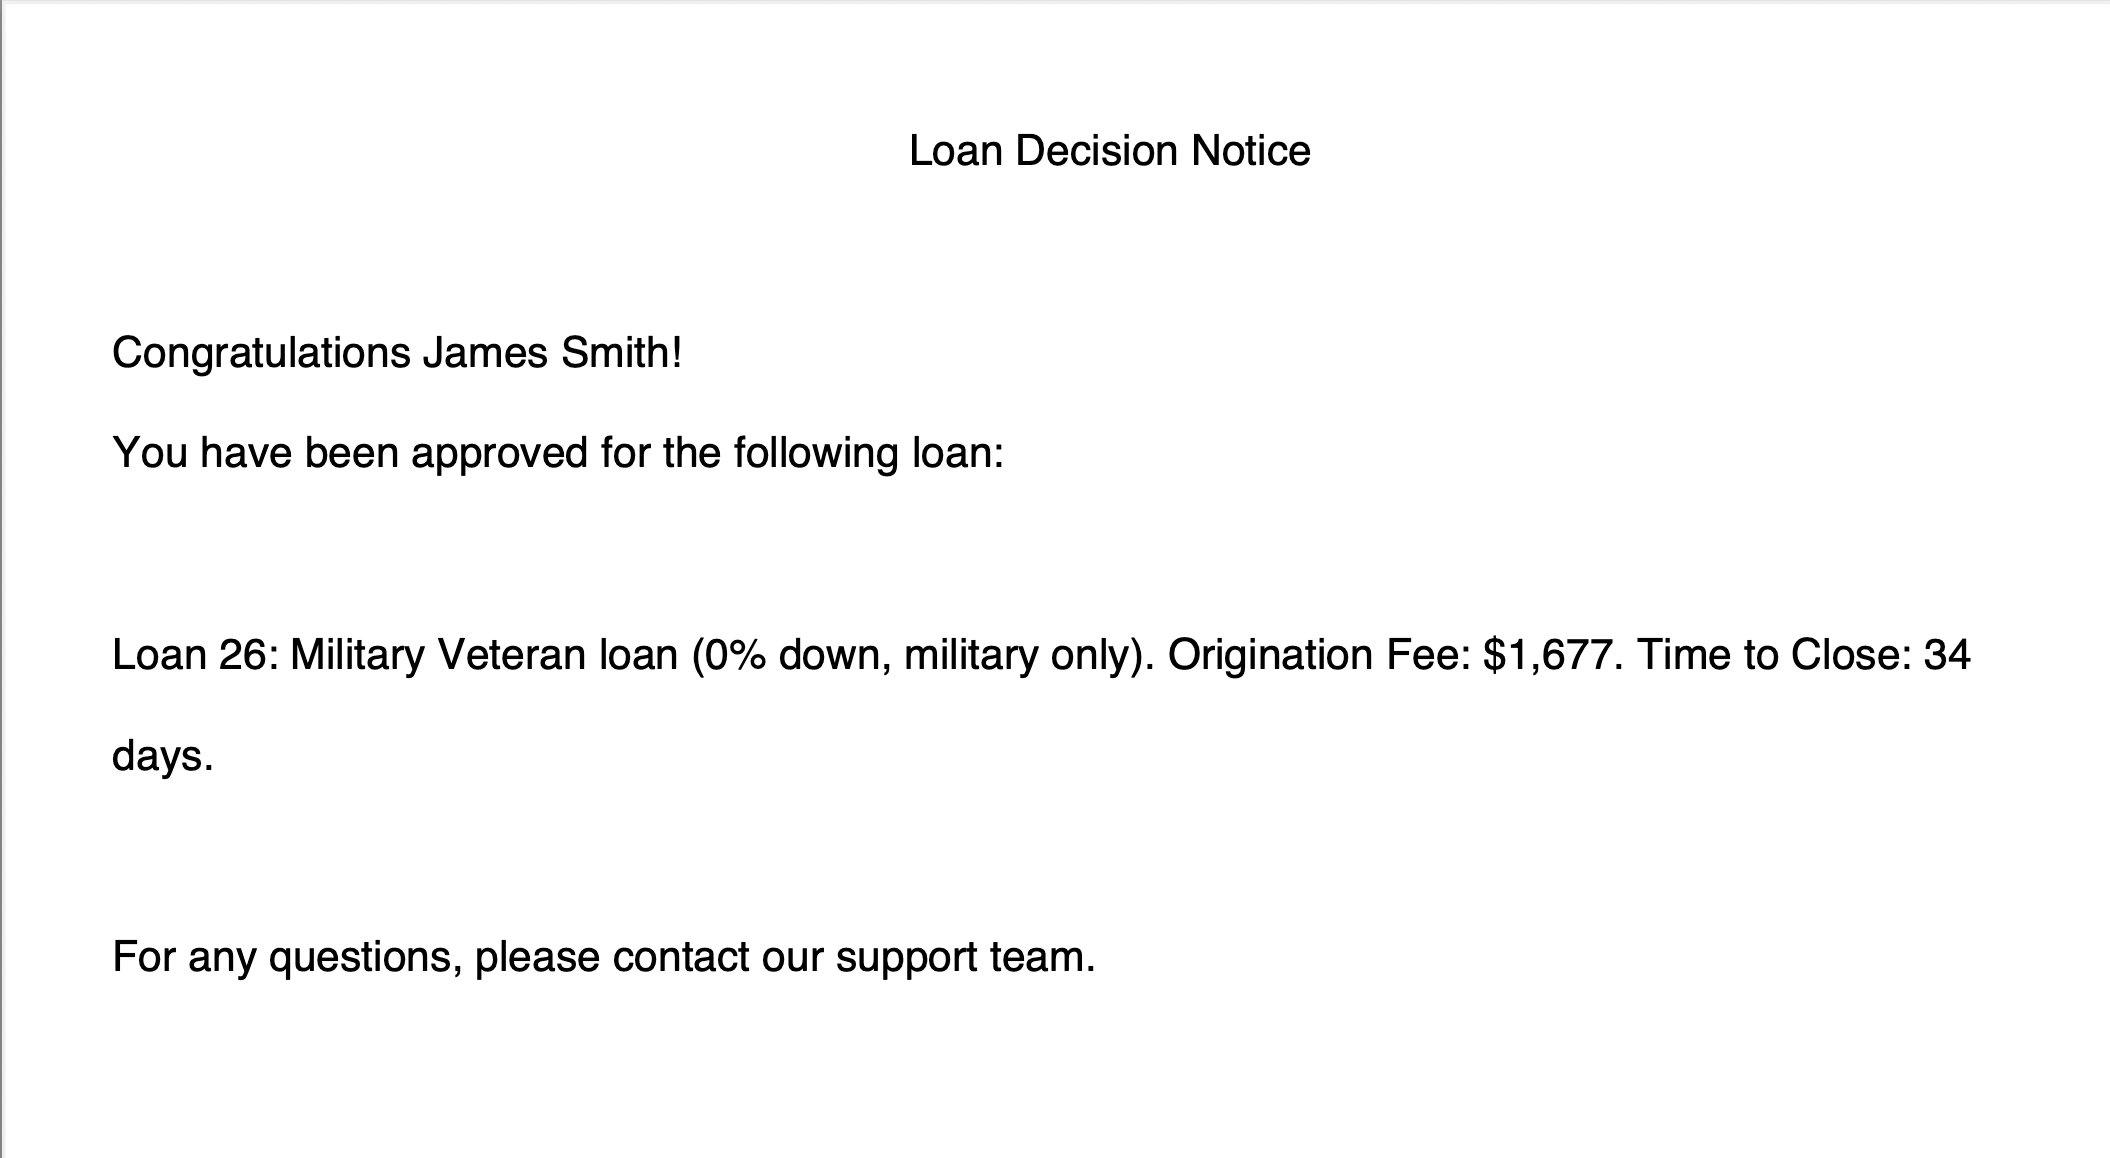 Loan Decision Notice
Congratulations James Smith!
You have been approved for the following loan:
Loan 26: Military Veteran loan (0% down, military only). Origination Fee: $1,677. Time to Close: 34
days.
For any questions, please contact our support team.